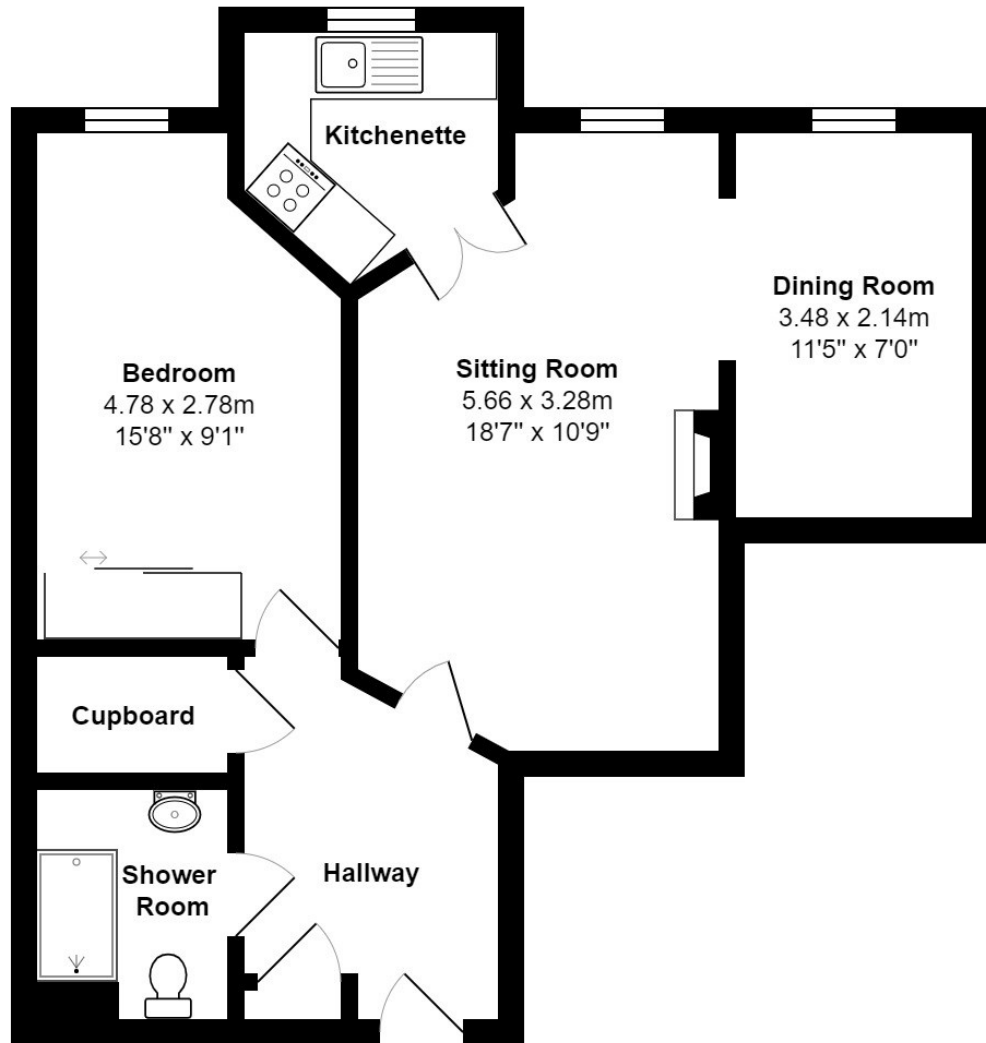 Kitchenette
Dining Room
3.48 x 2.14m
11'5" x 7'0"
Bedroom
4.78 x 2.78m
15'8" x 9'1"
Sitting Room
5.66 x 3.28m
18'7" x 10'9"
Cupboard
Shower
Room
Hallway